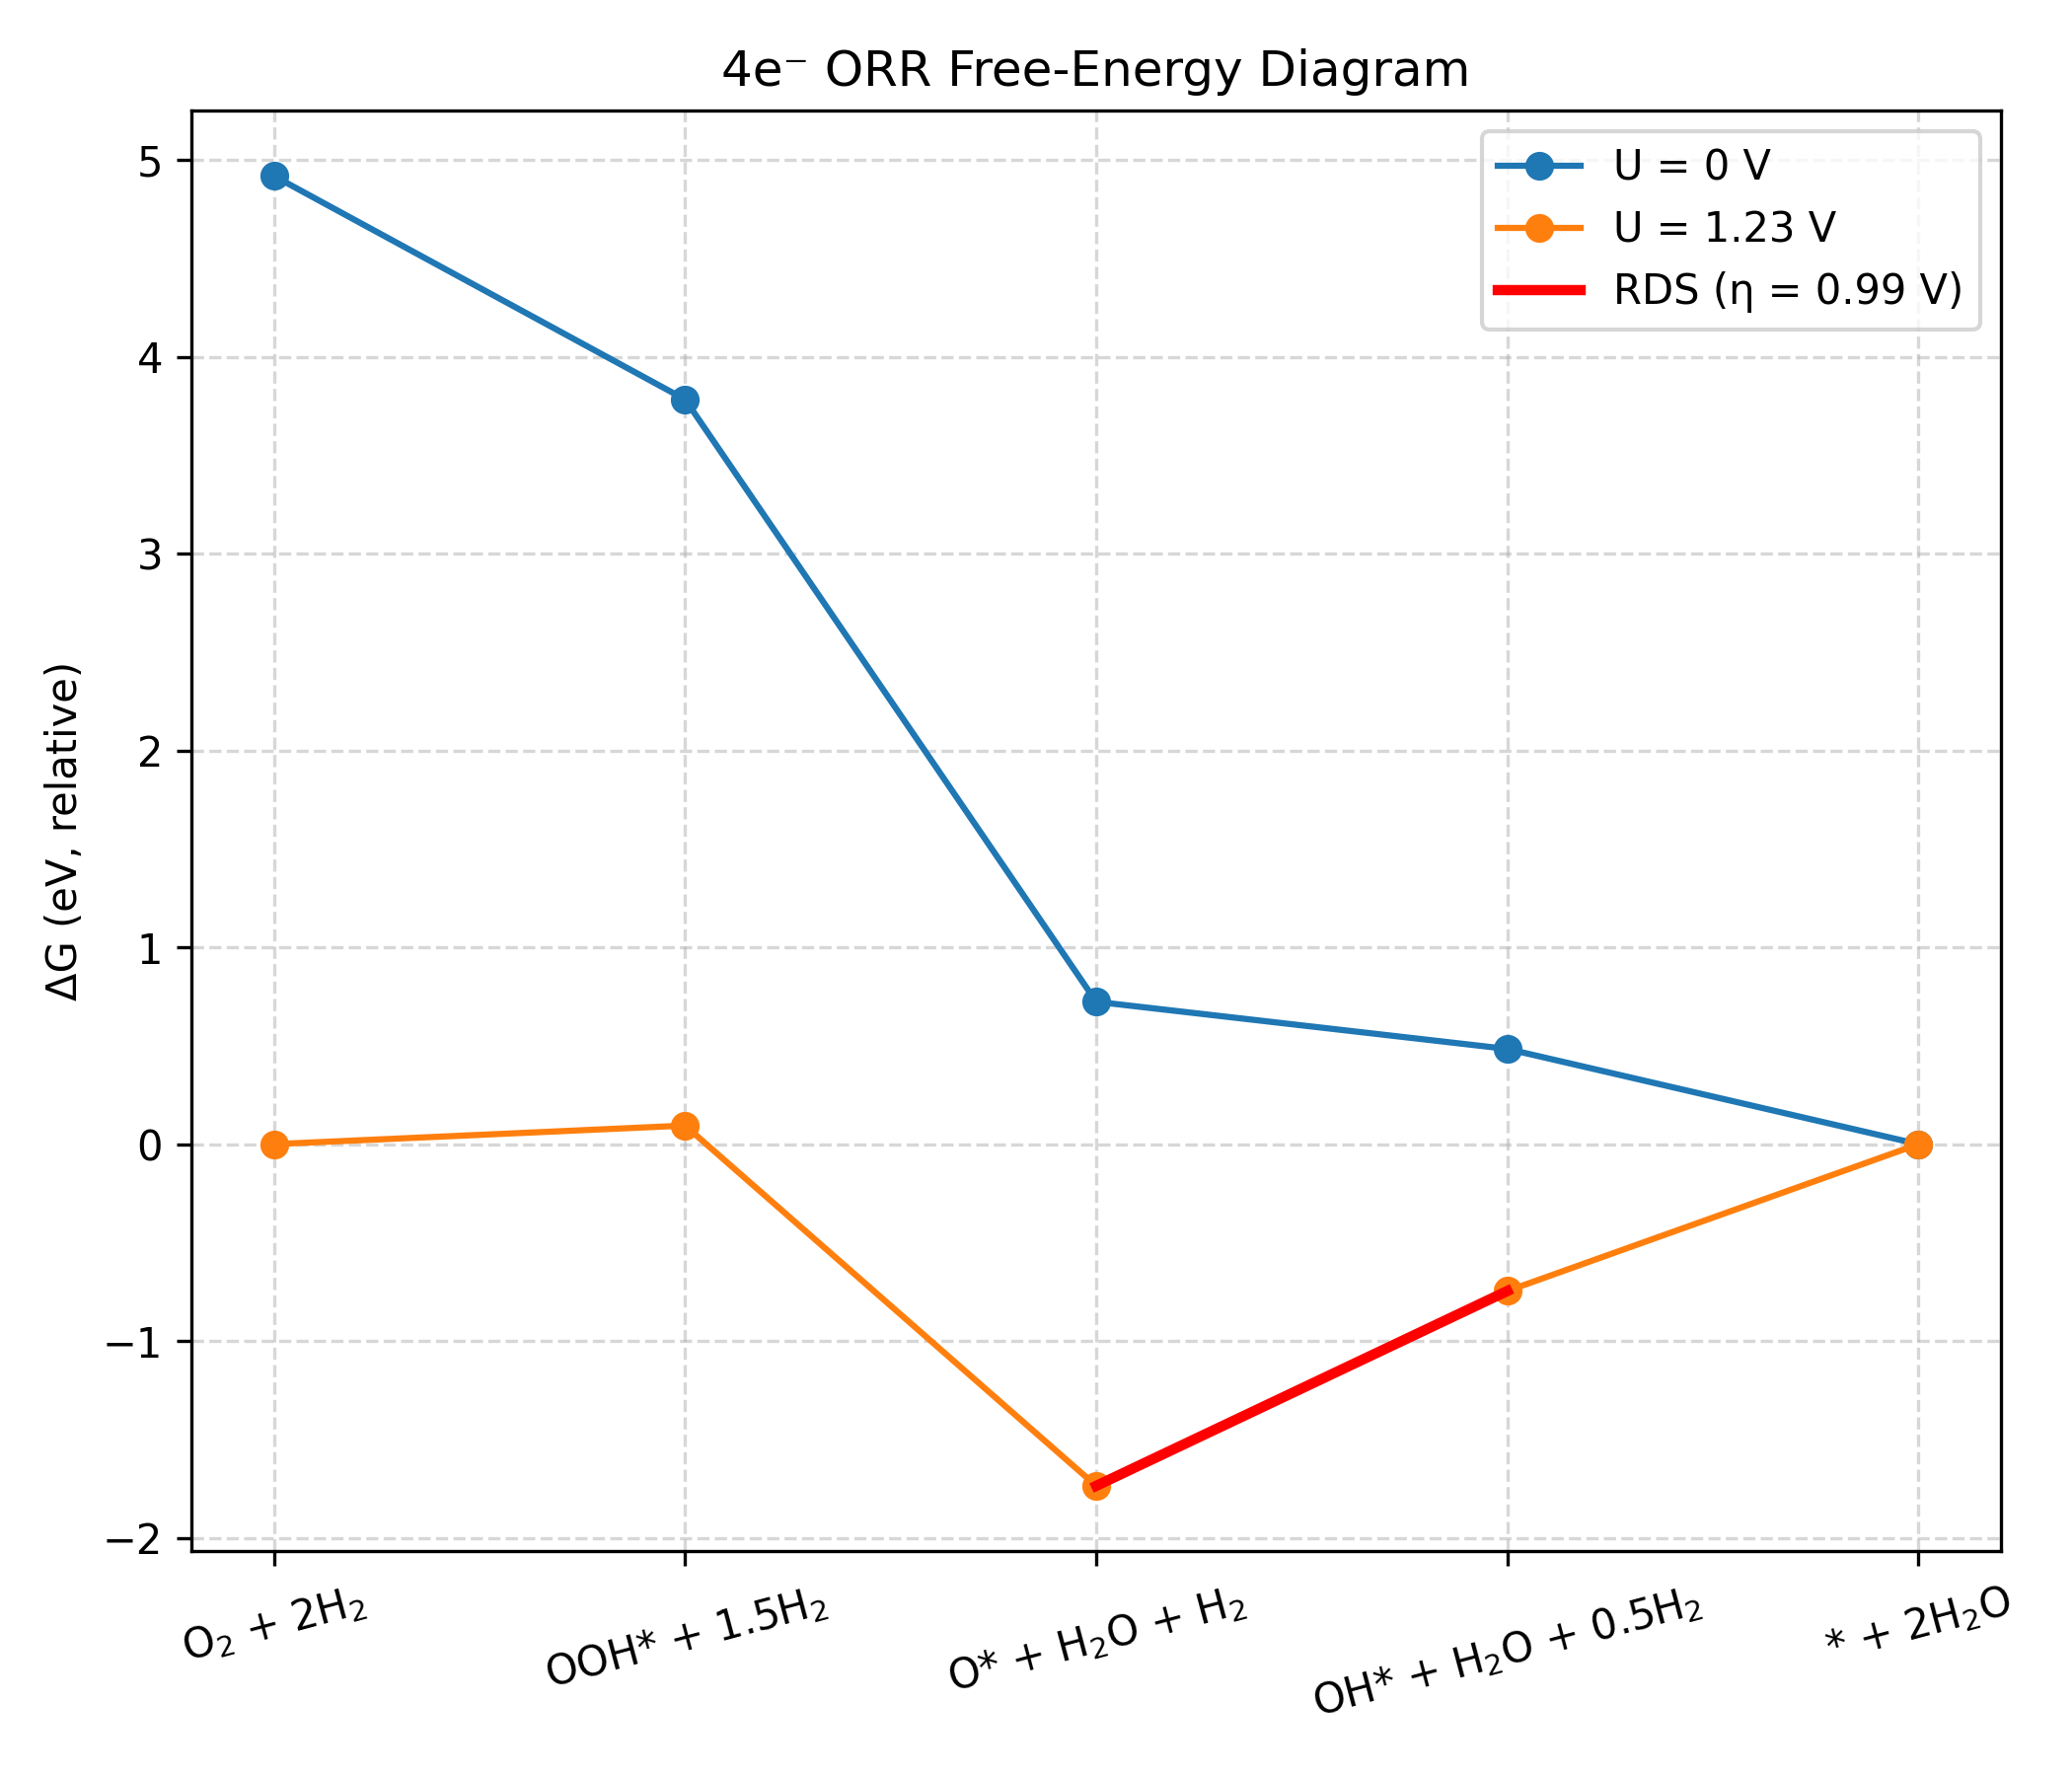 4e⁻ ORR Free-Energy Diagram
U = 0 V
U = 1.23 V
RDS (η = 0.99 V)
ΔG (eV, relative)
5
4
3
2
1
0
−1
−2
O₂ + 2H₂
OOH* + 1.5H₂
O* + H₂O + H₂
OH* + H₂O + 0.5H₂
* + 2H₂O